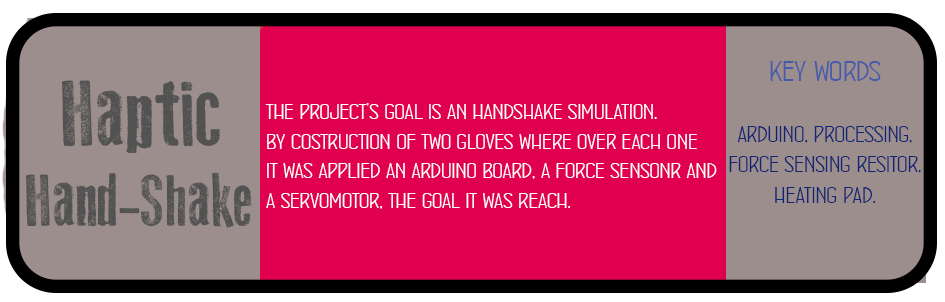 Haptic
Hand-Shake
THE PROJECT'S GOAL IS AN HANDSHAKE SIMULATION.
BY COSTRUCTION OF TWO GLOVES WHERE OVER EACH ONE
IT WAS APPLIED AN ARDUINO BOARD, A FORCE SENSONR AND
A SERVOMOTOR, THE GOAL IT WAS REACH.
KEY WORDS
ARDUINO, PROCESSING,
FORCE SENSING RESITOR,
HEATING PAD.